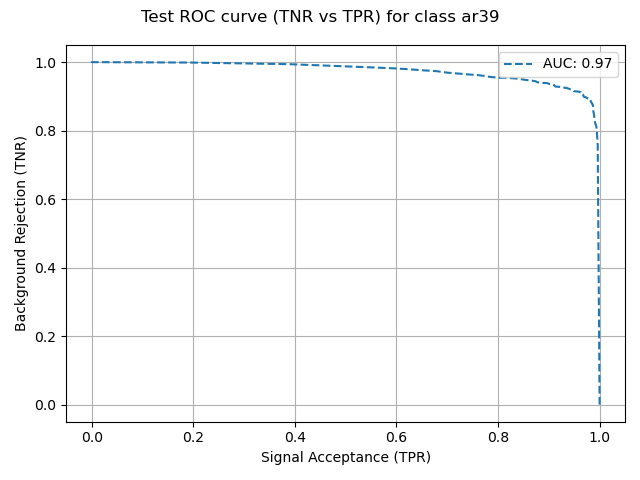 Test ROC curve (TNR vs TPR) for class ar39
AUC: 0.97
Background Rejection (TNR)
1.0
0.8
0.6
0.4
0.2
0.0
0.0 0.2 0.4 0.6 0.8 1.0
Signal Acceptance (TPR)